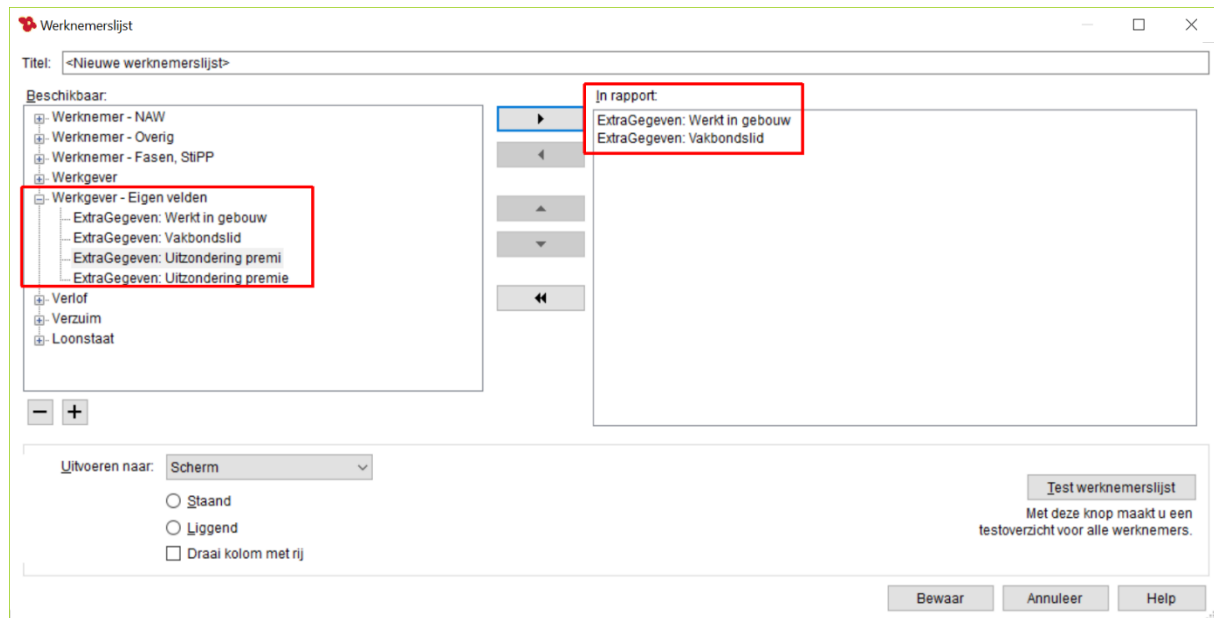 Werknemerslijst
Titel: <Nieuwe werknemerslijst>
Beschikbaar:
Werknemer - NAW
Werknemer - Overig
Werknemer - Fasen, StiPP
Werkgever
Werkgever - Eigen velden
ExtraGegeven: Werkt in gebouw
ExtraGegeven: Vakbondslid
ExtraGegeven: Uitzondering premi
ExtraGegeven: Uitzondering premie
Verlof
Verzuim
Loonstaat
In rapport:
ExtraGegeven: Werkt in gebouw
ExtraGegeven: Vakbondslid
Uitvoeren naar: Scherm
Staand
Liggend
Draai kolom met rij
Test werknemerslijst
Met deze knop maakt u een
testoverzicht voor alle werknemers.
Bewaar Annuleer Help